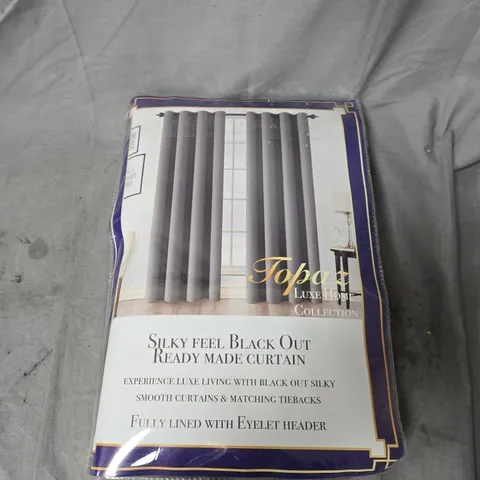 Topaz
Luxe Home
Collection
Silky feel Black Out
Ready made curtain
experience luxe living with black out silky
smooth curtains & matching tiebacks
Fully lined with Eyelet header